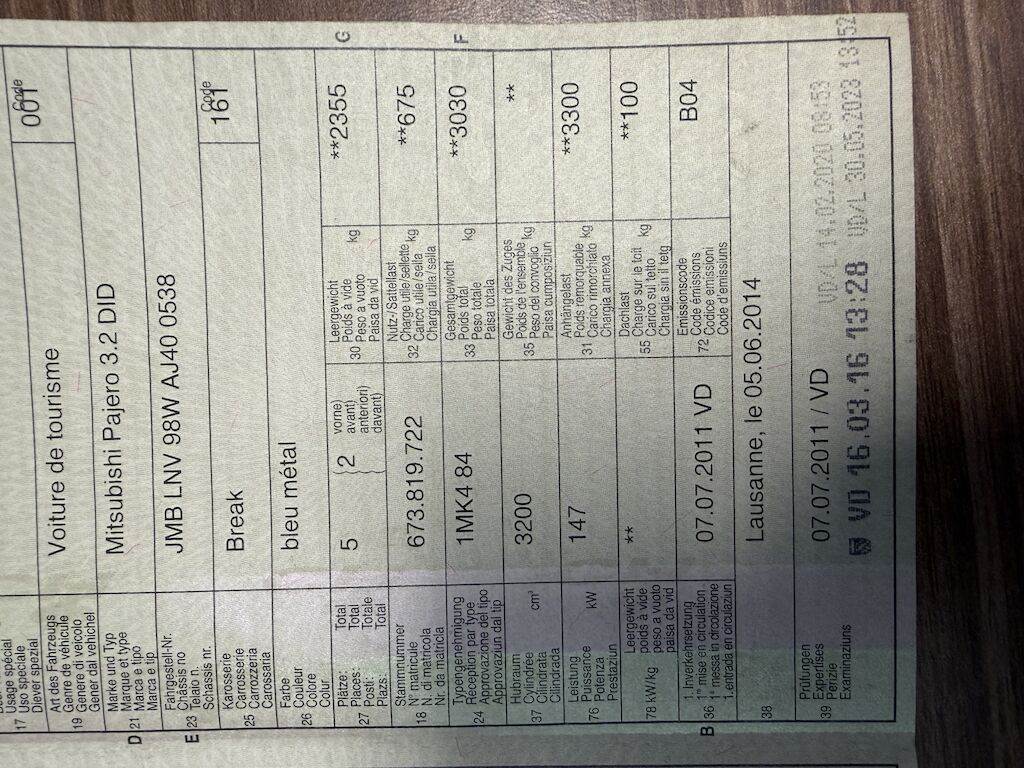 Usage spécial
Uso speciale
17 Diever spezial
Code
001
Art des Fahrzeugs
Genre de véhicule
19 Genere di veicolo
Gener dal vehichel
Voiture de tourisme
Marke und Typ
Marque et type
D 21 Marca e tipo
Marca e tip
Mitsubishi Pajero 3.2 DID
Fahrgestell-Nr.
Châssis no
E 23 Telaio n.
Schassis nr.
JMB LNV 98W AJ40 0538
Karosserie
Carrosserie
25 Carrozzeria
Carossaria
Break
Code
161
Farbe
Couleur
26 Colore
Colur
bleu métal
Plätze: Total
Places: Total
27 Posti: Totale
Plazs. Total
5
2
vorne)
avant)
anteriori)
davant)
Leergewicht
Poids à vide
30 Peso a vuoto kg
Paisa da vid
**2355
G
Stammnummer
N° matricule
18 N. di matricola
Nr. da matricla
673.819.722
Nutz-/Sattellast
Charge utile/sellette
32 Carico utile/sella kg
Chargia utila/sella
**675
Typengenehmigung
Réception par type
24 Approvazione del tipo
Approvaziun dal tip
1MK4 84
Gesamtgewicht
Poids total
33 Peso totale kg
Paisa totala
**3030
F
Hubraum
Cylindrée
37 Cilindrata cm³
Cilindrada
3200
Gewicht des Zuges
Poids de l'ensemble
35 Peso del convoglio kg
Paisa cumposiziun
**
Leistung
Puissance
76 Potenza kW
Prestaziun
147
Anhängelast
Poids remorquable
31 Carico rimorchiato kg
Chargia annexa
**3300
Leergewicht
poids à vide
78 kW/kg peso a vuoto
paisa da vid
**
Dachlast
Charge sur le toit
55 Carico sul tetto kg
Chargia sin il tetg
**100
1. Inverkehrsetzung
1re mise en circulation
B 36 1a messa in circolazione
1. entrada en circulaziun
07.07.2011 VD
Emissionscode
Code émissions
72 Codice emissioni
Code d'emissiuns
B04
38
Lausanne, le 05.06.2014
Prüfungen
Expertises
39 Perizie
Examinaziuns
07.07.2011 / VD
VD/L 14.02.2020 08:53
VD 16.03.16 13:28
VD/L 30.05.2023 13:52